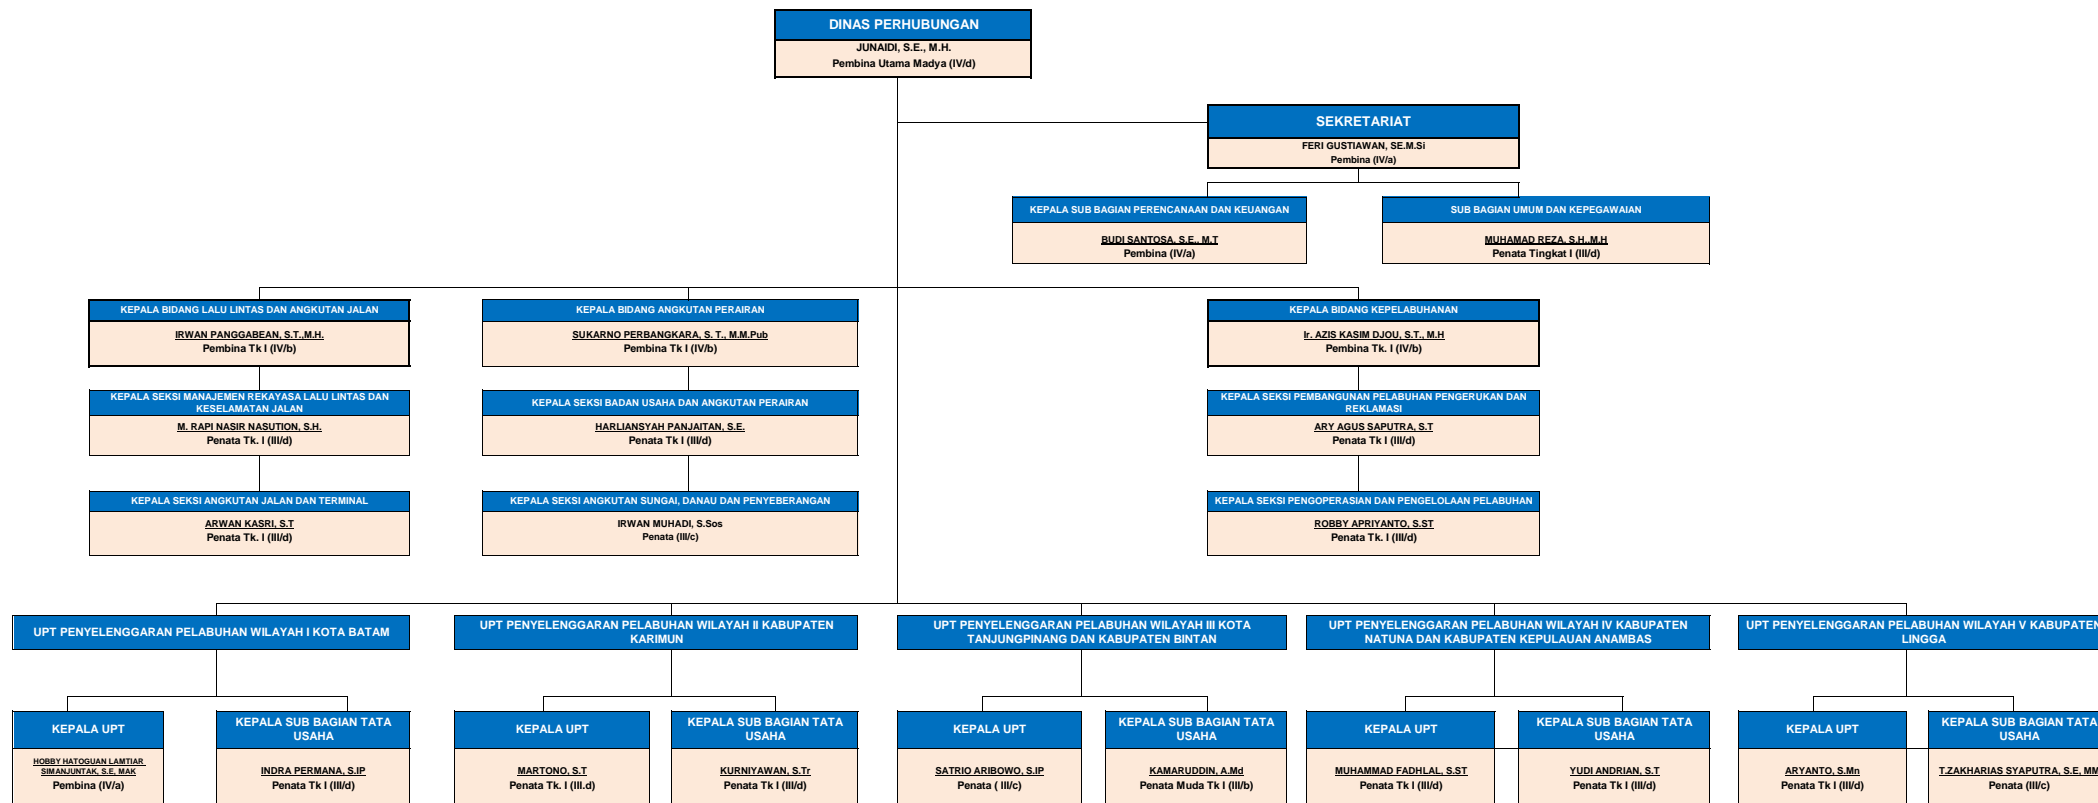 DINAS PERHUBUNGAN
JUNAIDI, S.E., M.H.
Pembina Utama Madya (IV/d)
SEKRETARIAT
FERI GUSTIAWAN, SE.M.Si
Pembina (IV/a)
KEPALA SUB BAGIAN PERENCANAAN DAN KEUANGAN
BUDI SANTOSA, S.E., M.T
Pembina (IV/a)
SUB BAGIAN UMUM DAN KEPEGAWAIAN
MUHAMAD REZA, S.H.,M.H
Penata Tingkat I (III/d)
KEPALA BIDANG LALU LINTAS DAN ANGKUTAN JALAN
IRWAN PANGGABEAN, S.T.,M.H.
Pembina Tk I (IV/b)
KEPALA BIDANG ANGKUTAN PERAIRAN
SUKARNO PERBANGKARA, S. T., M.M.Pub
Pembina Tk I (IV/b)
KEPALA BIDANG KEPELABUHANAN
Ir. AZIS KASIM DJOU, S.T., M.H
Pembina Tk. I (IV/b)
KEPALA SEKSI MANAJEMEN REKAYASA LALU LINTAS DAN
KESELAMATAN JALAN
M. RAPI NASIR NASUTION, S.H.
Penata Tk. I (III/d)
KEPALA SEKSI BADAN USAHA DAN ANGKUTAN PERAIRAN
HARLIANSYAH PANJAITAN, S.E.
Penata Tk I (III/d)
KEPALA SEKSI PEMBANGUNAN PELABUHAN PENGERUKAN DAN
REKLAMASI
ARY AGUS SAPUTRA, S.T
Penata Tk I (III/d)
KEPALA SEKSI ANGKUTAN JALAN DAN TERMINAL
ARWAN KASRI, S.T
Penata Tk. I (III/d)
KEPALA SEKSI ANGKUTAN SUNGAI, DANAU DAN PENYEBERANGAN
IRWAN MUHADI, S.Sos
Penata (III/c)
KEPALA SEKSI PENGOPERASIAN DAN PENGELOLAAN PELABUHAN
ROBBY APRIYANTO, S.ST
Penata Tk. I (III/d)
UPT PENYELENGGARAN PELABUHAN WILAYAH I KOTA BATAM
UPT PENYELENGGARAN PELABUHAN WILAYAH II KABUPATEN
KARIMUN
UPT PENYELENGGARAN PELABUHAN WILAYAH III KOTA
TANJUNGPINANG DAN KABUPATEN BINTAN
UPT PENYELENGGARAN PELABUHAN WILAYAH IV KABUPATEN
NATUNA DAN KABUPATEN KEPULAUAN ANAMBAS
UPT PENYELENGGARAN PELABUHAN WILAYAH V KABUPATEN
LINGGA
KEPALA UPT
HOBBY HATOGUAN LAMTIAR
SIMANJUNTAK, S.E, MAK
Pembina (IV/a)
KEPALA SUB BAGIAN TATA
USAHA
INDRA PERMANA, S.IP
Penata Tk I (III/d)
KEPALA UPT
MARTONO, S.T
Penata Tk. I (III.d)
KEPALA SUB BAGIAN TATA
USAHA
KURNIYAWAN, S.Tr
Penata Tk I (III/d)
KEPALA UPT
SATRIO ARIBOWO, S.IP
Penata ( III/c)
KEPALA SUB BAGIAN TATA
USAHA
KAMARUDDIN, A.Md
Penata Muda Tk I (III/b)
KEPALA UPT
MUHAMMAD FADHLAL, S.ST
Penata Tk I (III/d)
KEPALA SUB BAGIAN TATA
USAHA
YUDI ANDRIAN, S.T
Penata Tk I (III/d)
KEPALA UPT
ARYANTO, S.Mn
Penata Tk I (III/d)
KEPALA SUB BAGIAN TATA
USAHA
T.ZAKHARIAS SYAPUTRA, S.E, MM
Penata (III/c)